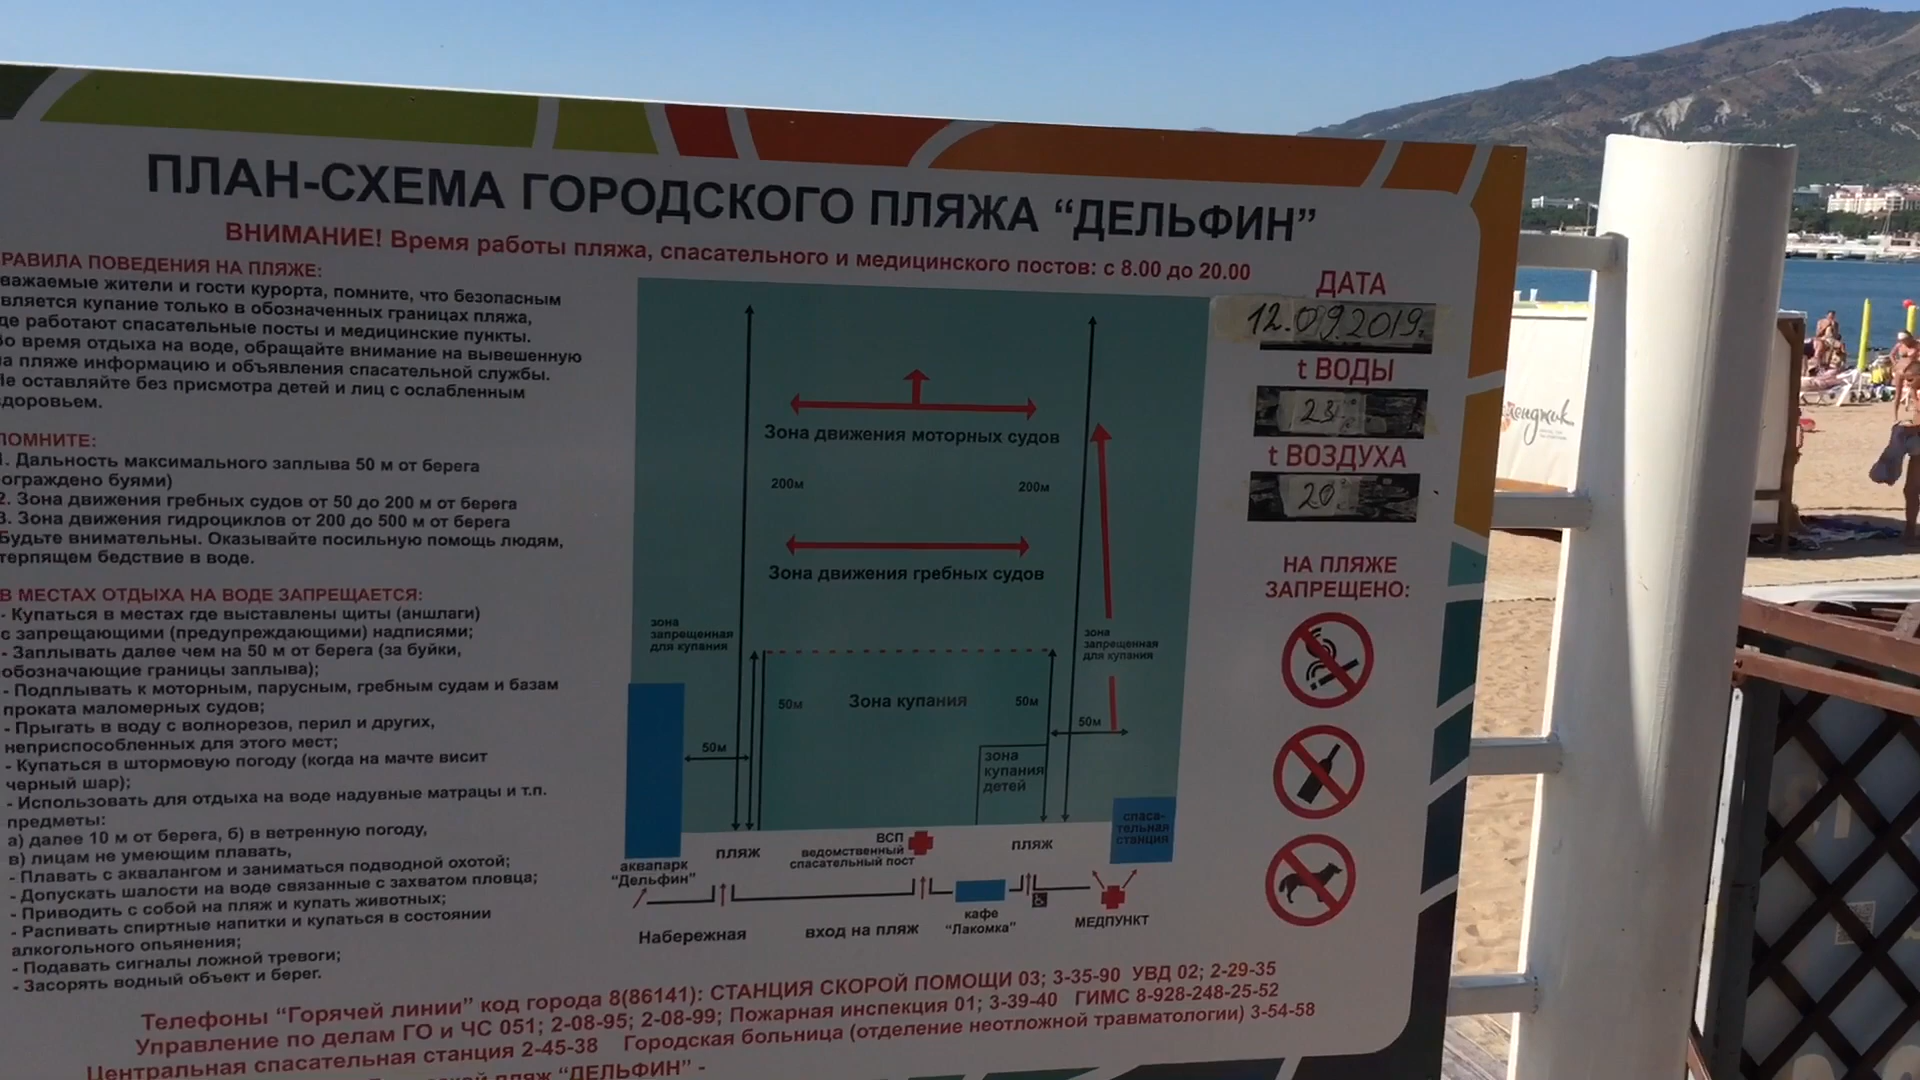 ПЛАН-СХЕМА ГОРОДСКОГО ПЛЯЖА “ДЕЛЬФИН”
ВНИМАНИЕ! Время работы пляжа, спасательного и медицинского постов: с 8.00 до 20.00
РАВИЛА ПОВЕДЕНИЯ НА ПЛЯЖЕ:
важаемые жители и гости курорта, помните, что безопасным
вляется купание только в обозначенных границах пляжа,
де работают спасательные посты и медицинские пункты.
Во время отдыха на воде, обращайте внимание на вывешенную
на пляже информацию и объявления спасательной службы.
Не оставляйте без присмотра детей и лиц с ослабленным
здоровьем.
ПОМНИТЕ:
1. Дальность максимального заплыва 50 м от берега
ограждено буями)
2. Зона движения гребных судов от 50 до 200 м от берега
3. Зона движения гидроциклов от 200 до 500 м от берега
Будьте внимательны. Оказывайте посильную помощь людям,
терпящем бедствие в воде.
В МЕСТАХ ОТДЫХА НА ВОДЕ ЗАПРЕЩАЕТСЯ:
- Купаться в местах где выставлены щиты (аншлаги)
с запрещающими (предупреждающими) надписями;
- Заплывать далее чем на 50 м от берега (за буйки,
обозначающие границы заплыва);
- Подплывать к моторным, парусным, гребным судам и базам
проката маломерных судов;
- Прыгать в воду с волнорезов, перил и других,
неприспособленных для этого мест;
- Купаться в штормовую погоду (когда на мачте висит
черный шар);
- Использовать для отдыха на воде надувные матрацы и т.п.
предметы:
а) далее 10 м от берега, б) в ветренную погоду,
в) лицам не умеющим плавать,
- Плавать с аквалангом и заниматься подводной охотой;
- Допускать шалости на воде связанные с захватом пловца;
- Приводить с собой на пляж и купать животных;
- Распивать спиртные напитки и купаться в состоянии
алкогольного опьянения;
- Подавать сигналы ложной тревоги;
- Засорять водный объект и берег.
Зона движения моторных судов
200м
200м
Зона движения гребных судов
зона
запрещенная
для купания
зона
запрещенная
для купания
50м
Зона купания
50м
50м
50м
зона
купания
детей
спаса-
тельная
станция
аквапарк
“Дельфин”
пляж
ВСП
ведомственный
спасательный пост
пляж
Набережная
вход на пляж
кафе
“Лакомка”
МЕДПУНКТ
ДАТА
12.09.2019г.
t ВОДЫ
23°
t ВОЗДУХА
20°
НА ПЛЯЖЕ
ЗАПРЕЩЕНО:
Телефоны “Горячей линии” код города 8(86141): СТАНЦИЯ СКОРОЙ ПОМОЩИ 03; 3-35-90 УВД 02; 2-29-35
Управление по делам ГО и ЧС 051; 2-08-95; 2-08-99; Пожарная инспекция 01; 3-39-40 ГИМС 8-928-248-25-52
Центральная спасательная станция 2-45-38 Городская больница (отделение неотложной травматологии) 3-54-58
пляж “ДЕЛЬФИН” -
ленджик